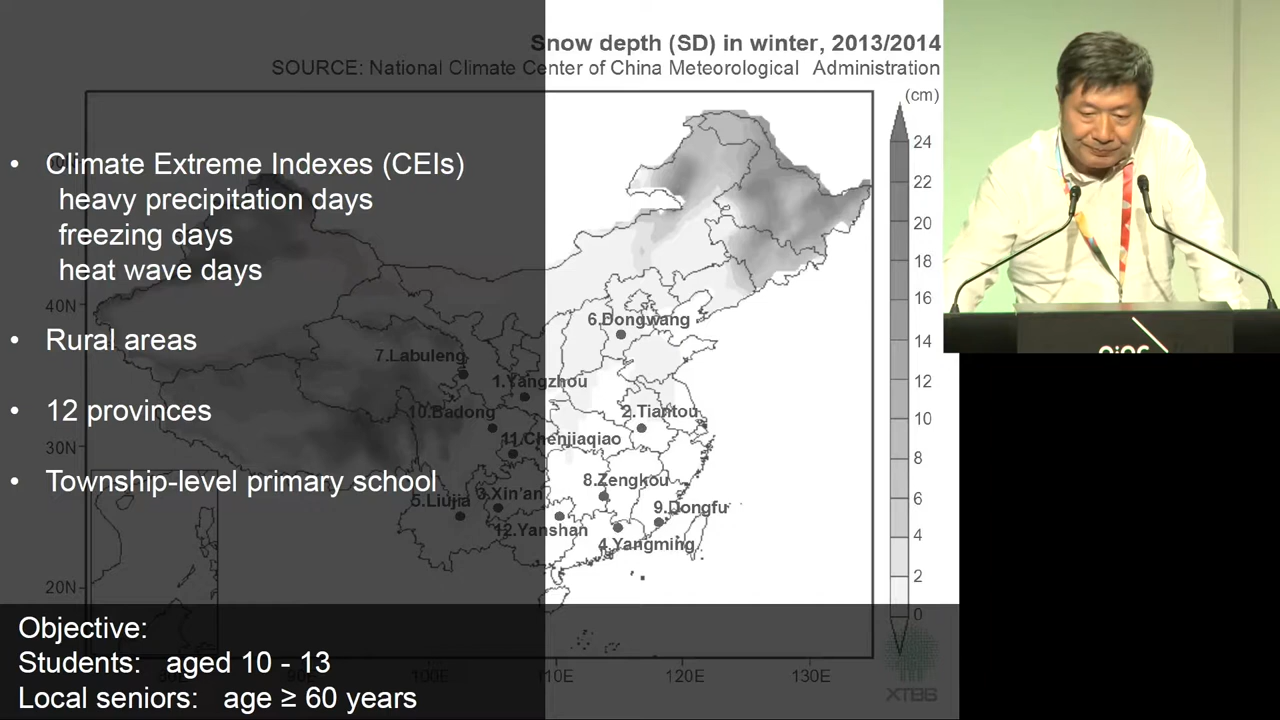 Snow depth (SD) in winter, 2013/2014
SOURCE: National Climate Center of China Meteorological Administration
(cm)
• Climate Extreme Indexes (CEIs)
heavy precipitation days
freezing days
heat wave days
• Rural areas
• 12 provinces
• Township-level primary school
40N
30N
20N
6.Dongwang
7.Labuleng
1.Yangzhou
10.Badong
2.Tiantou
11.Chenjiaqiao
8.Zengkou
3.Xin'an
5.Liujia
9.Dongfu
12.Yanshan
4.Yangming
24
22
20
18
16
14
12
10
8
6
4
2
0
100E
110E
120E
130E
Objective:
Students: aged 10 - 13
Local seniors: age ≥ 60 years